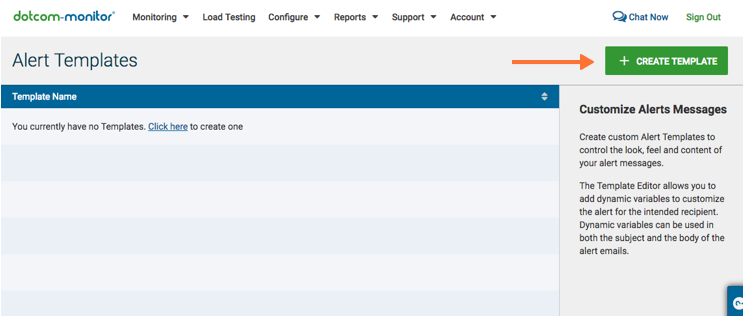 dotcom-monitor®
Monitoring Load Testing Configure Reports Support Account Chat Now Sign Out
Alert Templates
+ CREATE TEMPLATE
Template Name
You currently have no Templates. Click here to create one
Customize Alerts Messages
Create custom Alert Templates to
control the look, feel and content of
your alert messages.
The Template Editor allows you to
add dynamic variables to customize
the alert for the intended recipient.
Dynamic variables can be used in
both the subject and the body of the
alert emails.